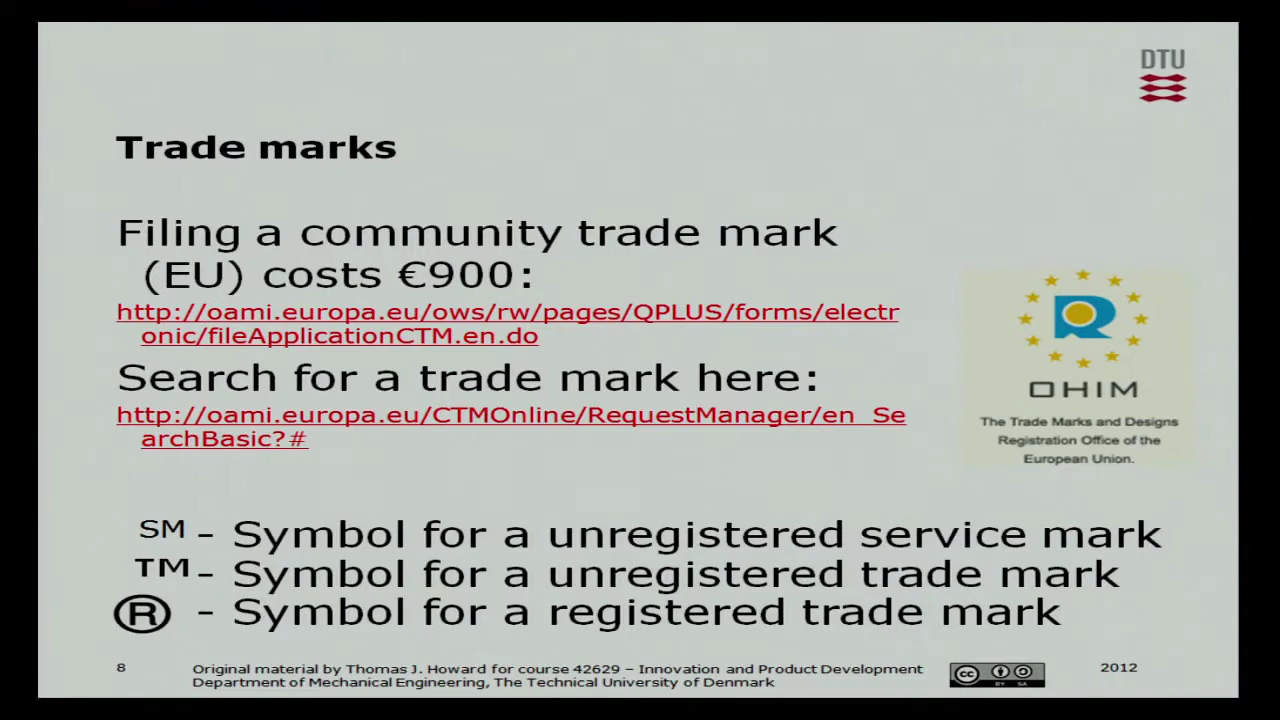 DTU
Trade marks
Filing a community trade mark
(EU) costs €900:
http://oami.europa.eu/ows/rw/pages/QPLUS/forms/electr
onic/fileApplicationCTM.en.do
Search for a trade mark here:
http://oami.europa.eu/CTMOnline/RequestManager/en_Se
archBasic?#
R
OHIM
The Trade Marks and Designs
Registration Office of the
European Union.
SM - Symbol for a unregistered service mark
TM - Symbol for a unregistered trade mark
® - Symbol for a registered trade mark
8
Original material by Thomas J. Howard for course 42629 – Innovation and Product Development
Department of Mechanical Engineering, The Technical University of Denmark
cc BY SA
2012